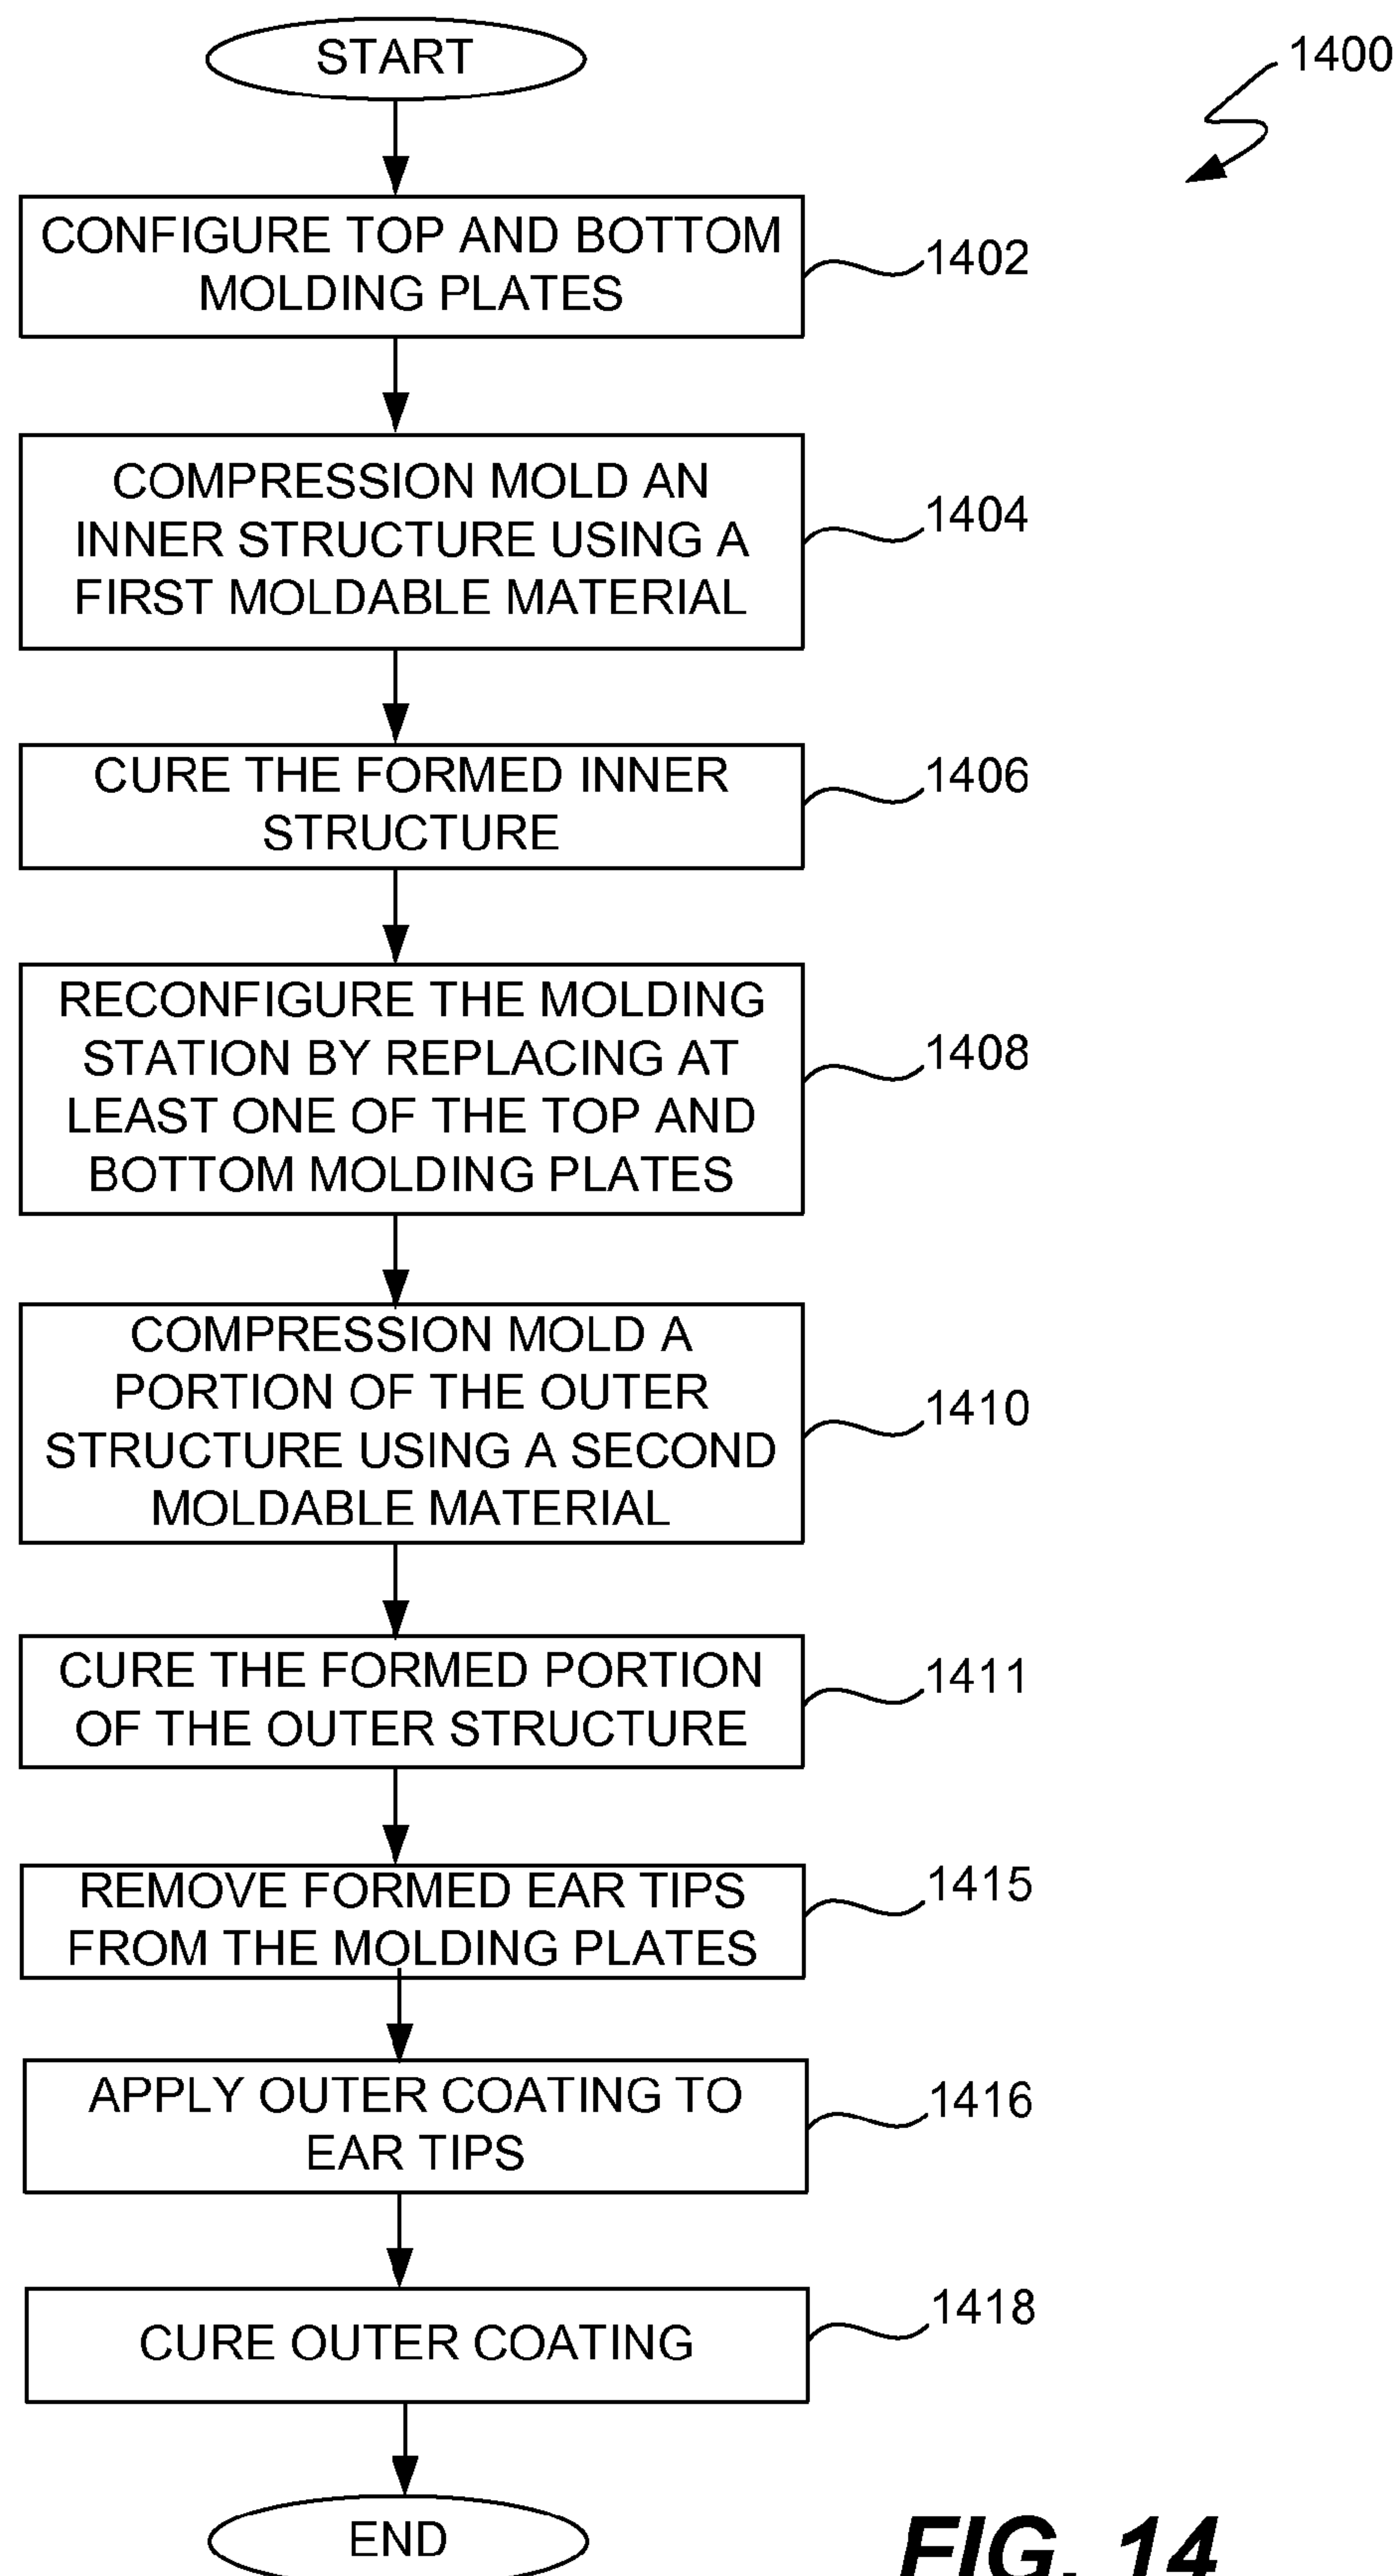 START
1400
CONFIGURE TOP AND BOTTOM
MOLDING PLATES
1402
COMPRESSION MOLD AN
INNER STRUCTURE USING A
FIRST MOLDABLE MATERIAL
1404
CURE THE FORMED INNER
STRUCTURE
1406
RECONFIGURE THE MOLDING
STATION BY REPLACING AT
LEAST ONE OF THE TOP AND
BOTTOM MOLDING PLATES
1408
COMPRESSION MOLD A
PORTION OF THE OUTER
STRUCTURE USING A SECOND
MOLDABLE MATERIAL
1410
CURE THE FORMED PORTION
OF THE OUTER STRUCTURE
1411
REMOVE FORMED EAR TIPS
FROM THE MOLDING PLATES
1415
APPLY OUTER COATING TO
EAR TIPS
1416
CURE OUTER COATING
1418
END
FIG. 14